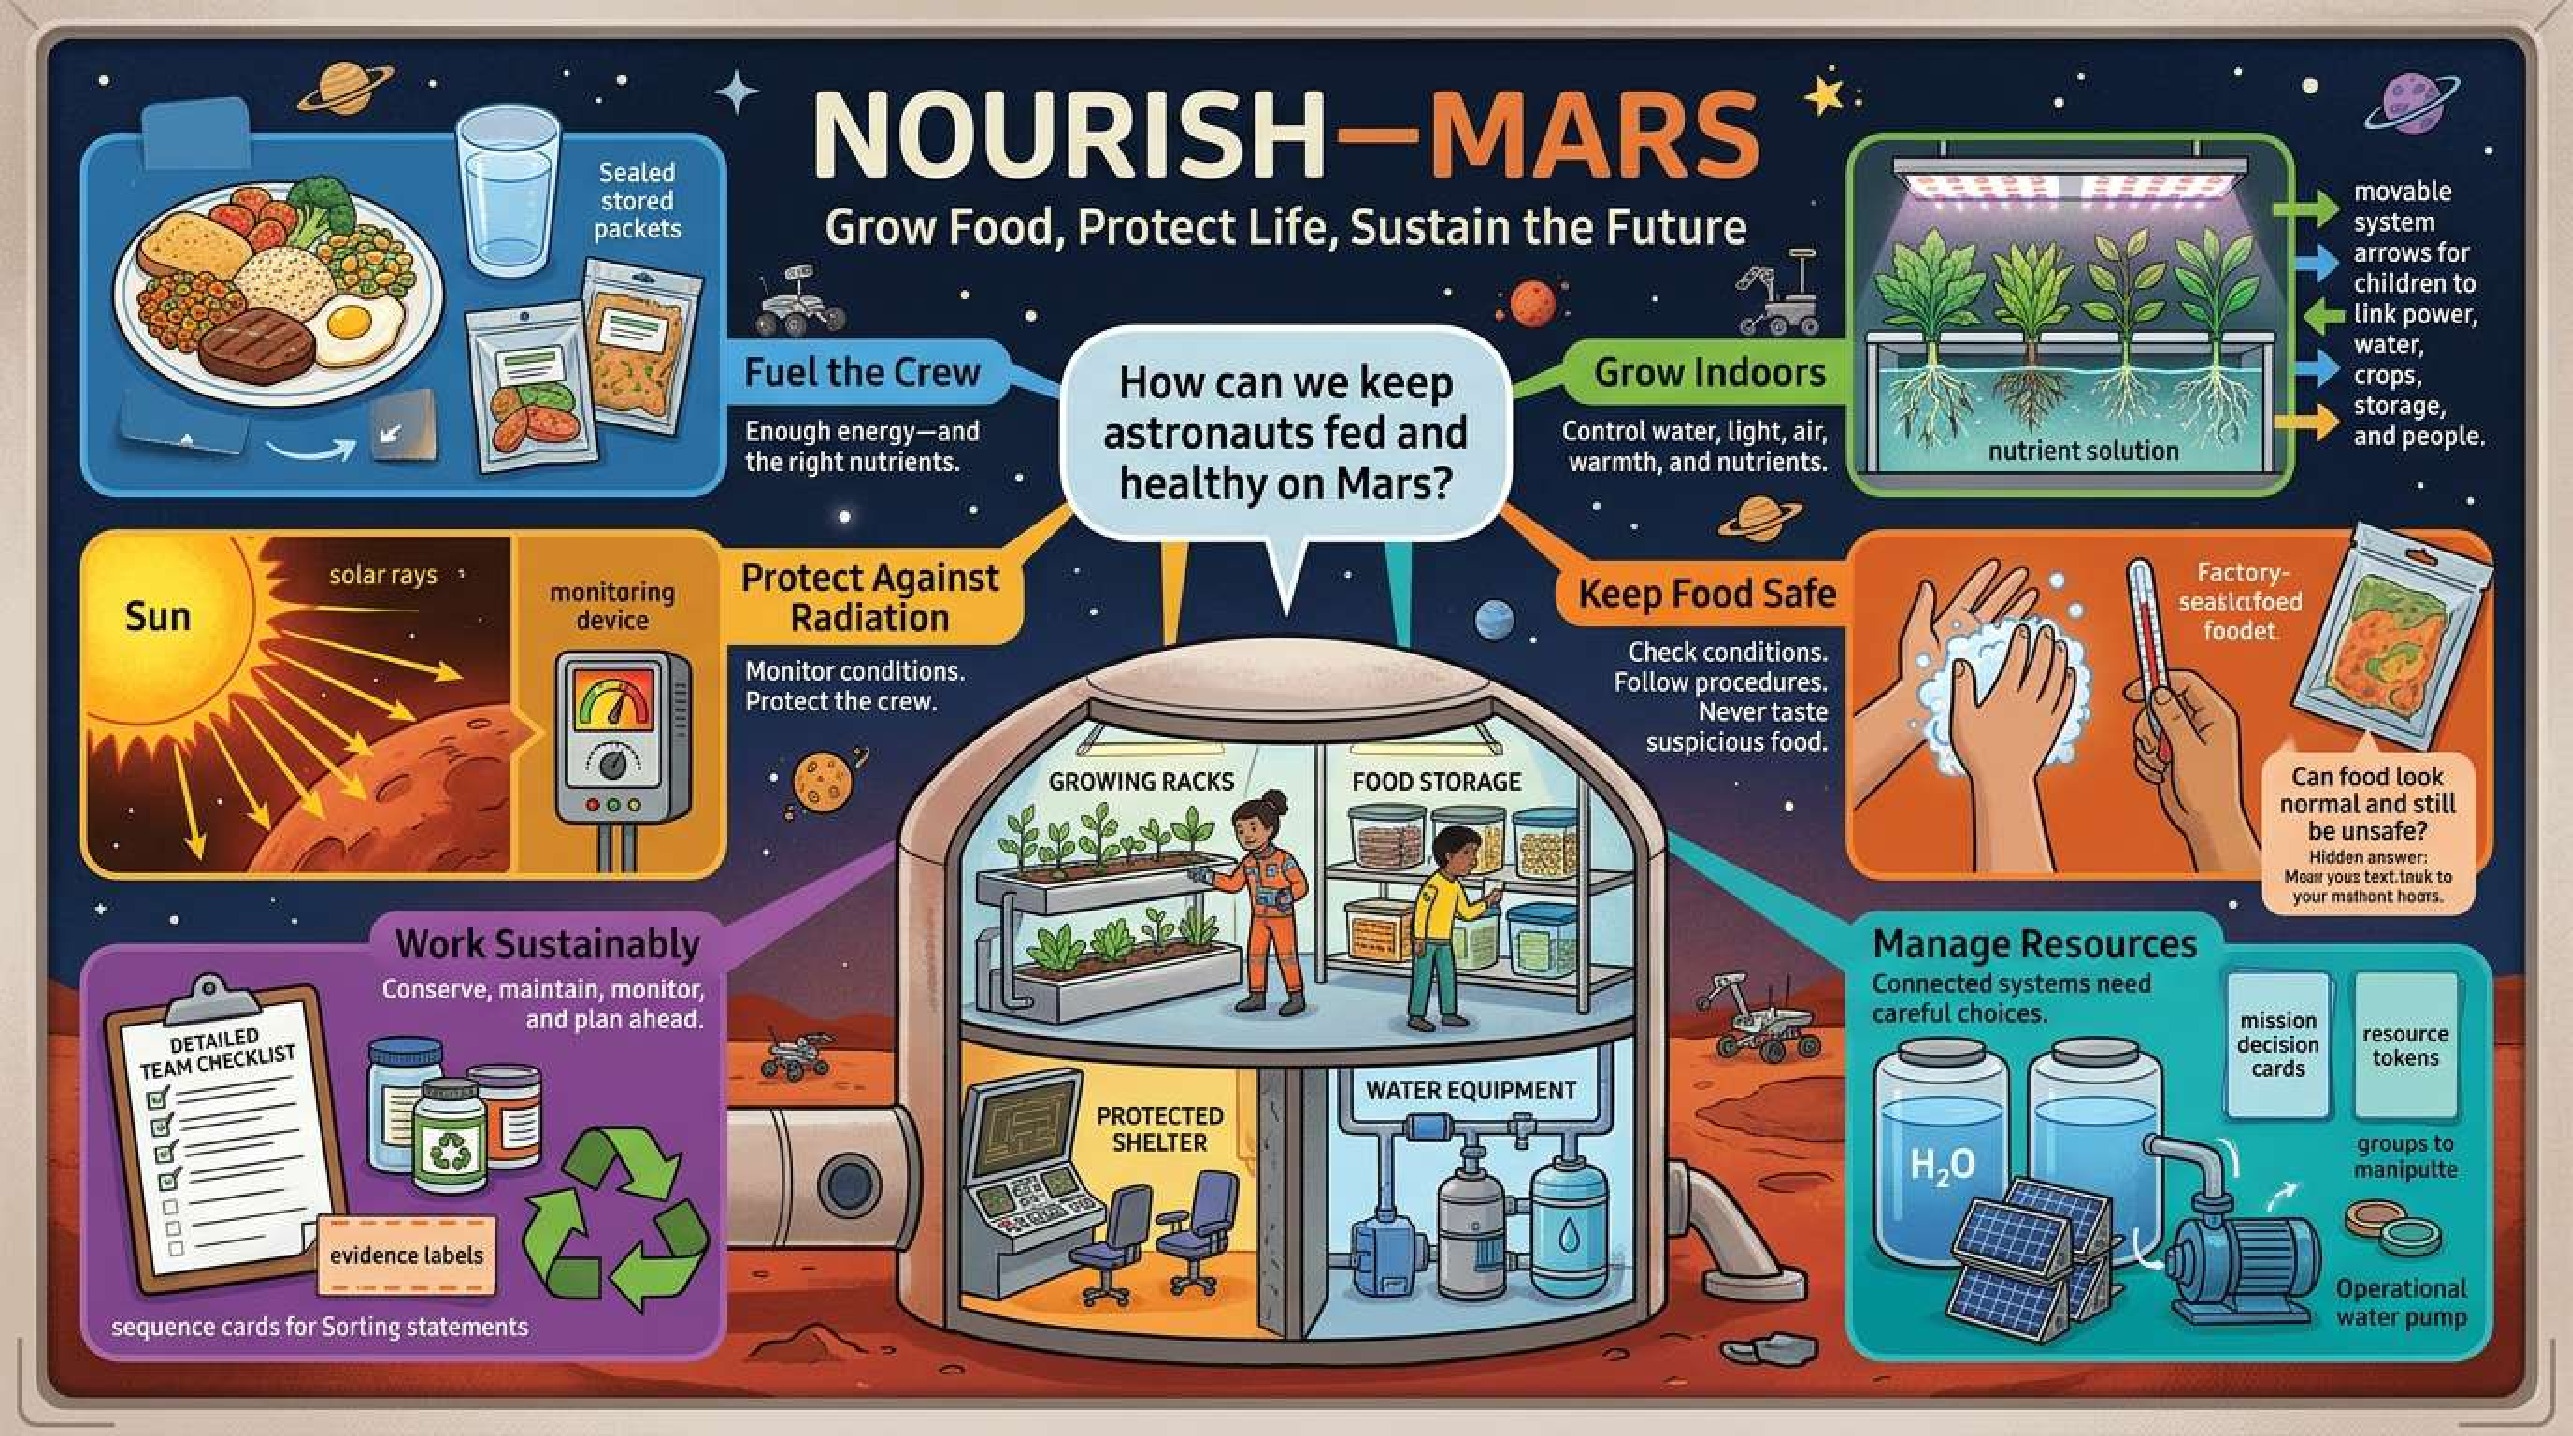 NOURISH—MARS
Grow Food, Protect Life, Sustain the Future
How can we keep
astronauts fed and
healthy on Mars?
Sealed
stored
packets
Fuel the Crew
Enough energy—and
the right nutrients.
Grow Indoors
Control water, light, air,
warmth, and nutrients.
nutrient solution
movable
system
arrows for
children to
link power,
water,
crops,
storage,
and people.
Sun
solar rays
monitoring
device
Protect Against
Radiation
Monitor conditions.
Protect the crew.
Keep Food Safe
Check conditions.
Follow procedures.
Never taste
suspicious food.
Factory-
foodet.
Can food look
normal and still
be unsafe?
Hidden answer:
your
text
to
your
Work Sustainably
Conserve, maintain, monitor,
and plan ahead.
DETAILED
TEAM CHECKLIST
evidence labels
sequence cards for Sorting statements
GROWING RACKS
FOOD STORAGE
PROTECTED
SHELTER
WATER EQUIPMENT
Manage Resources
Connected systems need
careful choices.
mission
decision
cards
resource
tokens
H₂O
groups to
manipultte
Operational
water pump